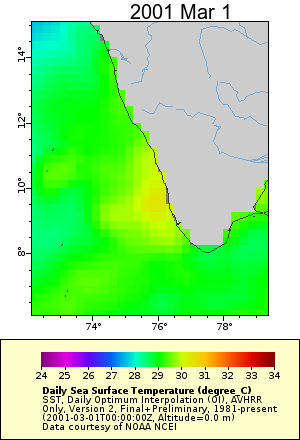 2001 Mar 1
14°
12°
10°
8°
74°
76°
78°
24 25 26 27 28 29 30 31 32 33 34
Daily Sea Surface Temperature (degree_C)
SST, Daily Optimum Interpolation (OI), AVHRR
Only, Version 2, Final+Preliminary, 1981-present
(2001-03-01T00:00:00Z, Altitude=0.0 m)
Data courtesy of NOAA NCEI